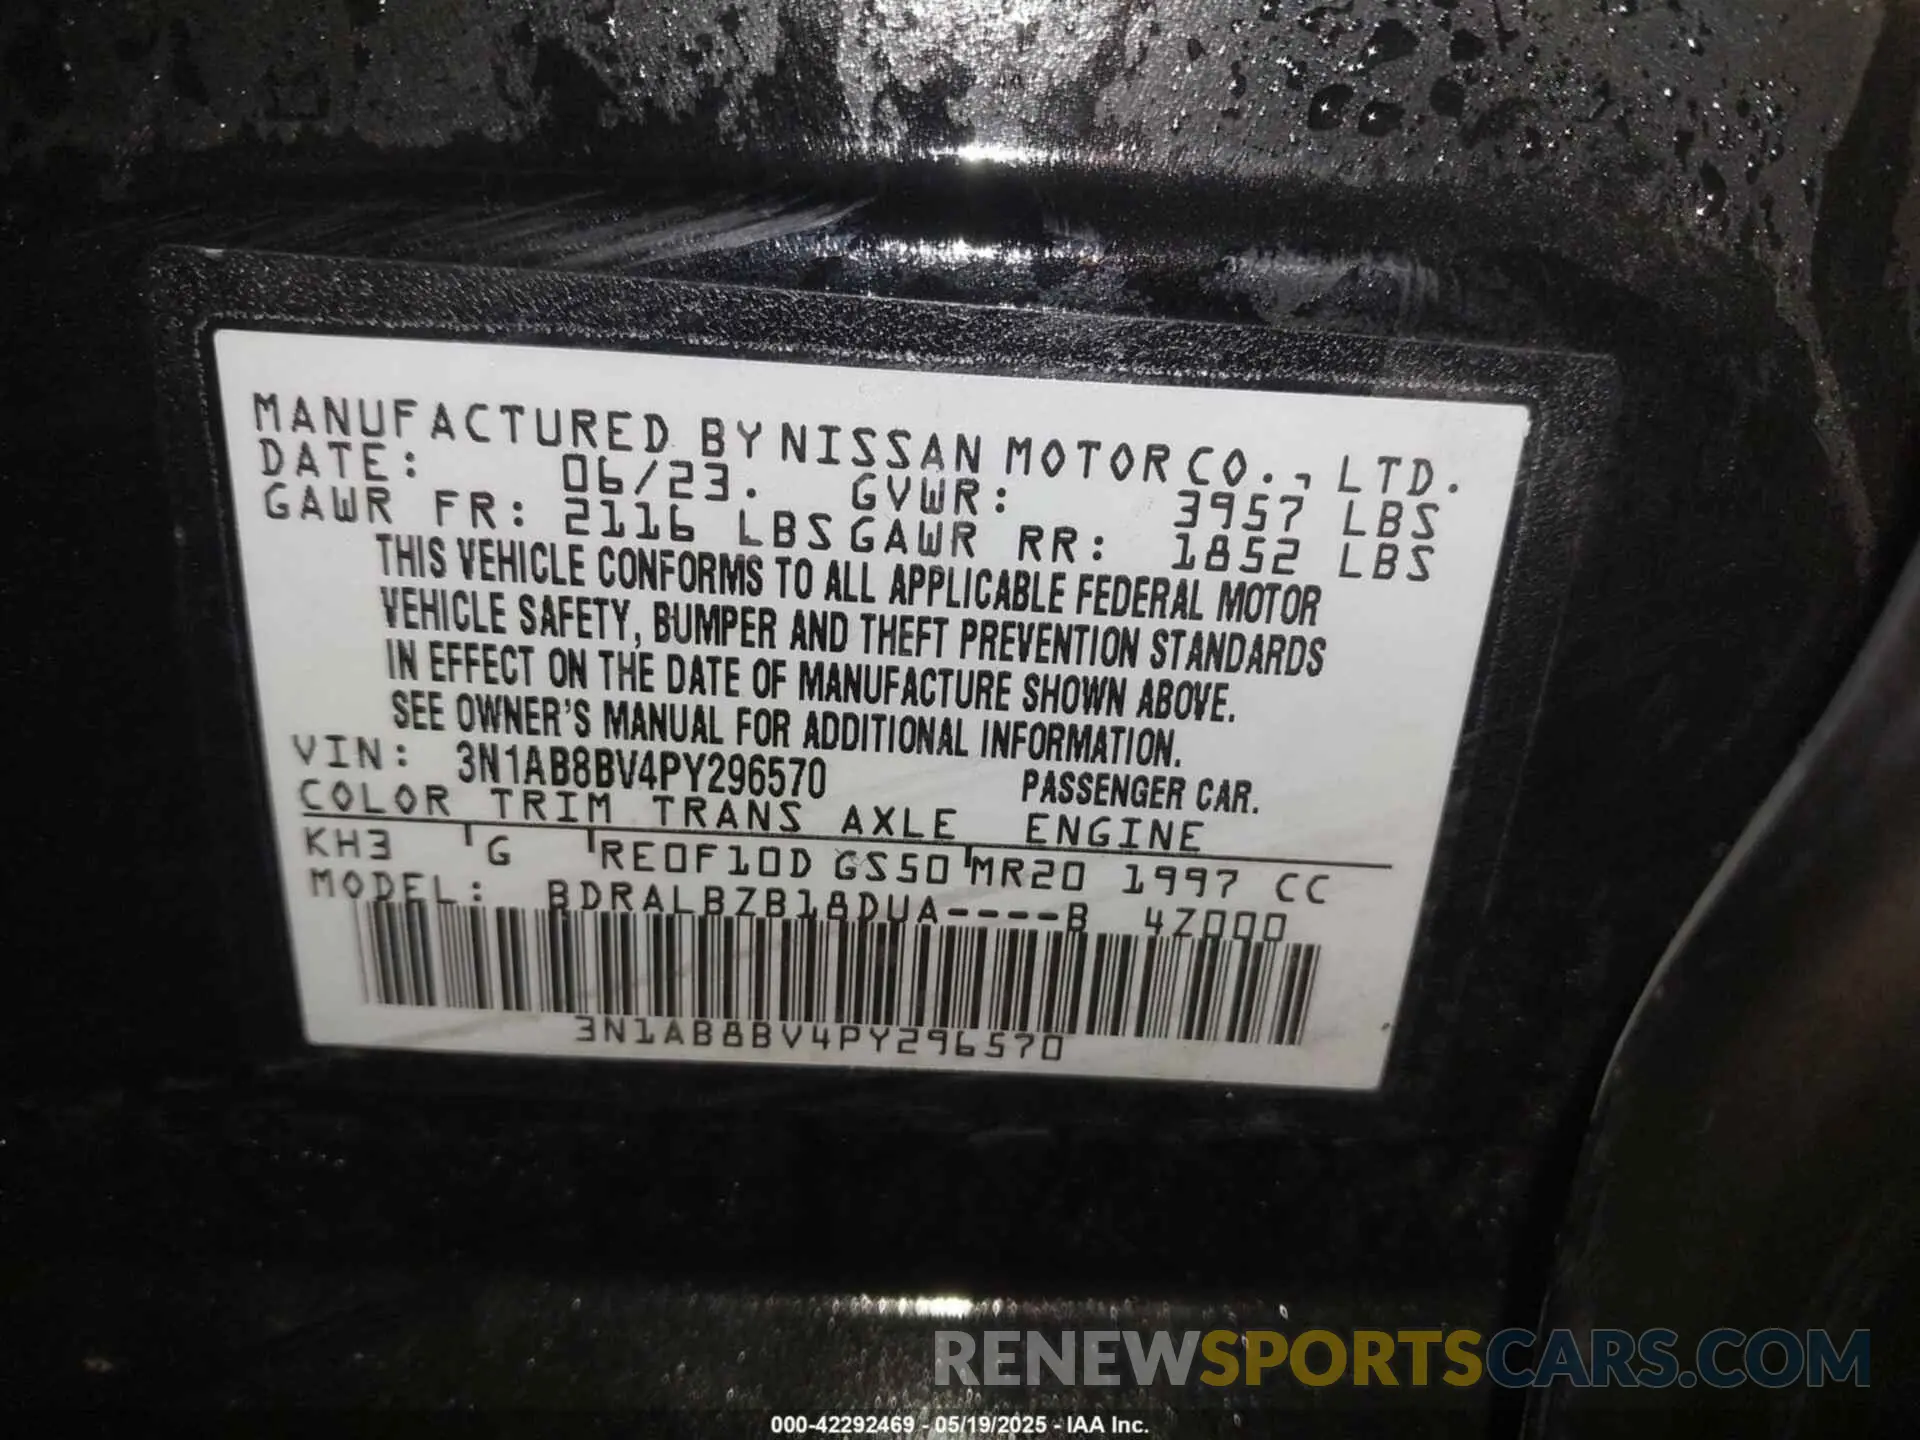 MANUFACTURED BY NISSAN MOTOR CO., LTD.
DATE: 06/23. GVWR: 3957 LBS
GAWR FR: 2116 LBS GAWR RR: 1852 LBS
THIS VEHICLE CONFORMS TO ALL APPLICABLE FEDERAL MOTOR
VEHICLE SAFETY, BUMPER AND THEFT PREVENTION STANDARDS
IN EFFECT ON THE DATE OF MANUFACTURE SHOWN ABOVE.
SEE OWNER'S MANUAL FOR ADDITIONAL INFORMATION.
VIN: 3N1AB8BV4PY296570 PASSENGER CAR.
COLOR TRIM TRANS AXLE ENGINE
KH3 G RE0F10D GS50 MR20 1997 CC
MODEL: BDRALBZB18DUA----B 4Z000
3N1AB8BV4PY296570
RENEWSPORTSCARS.COM
000-42292469 - 05/19/2025 - IAA Inc.